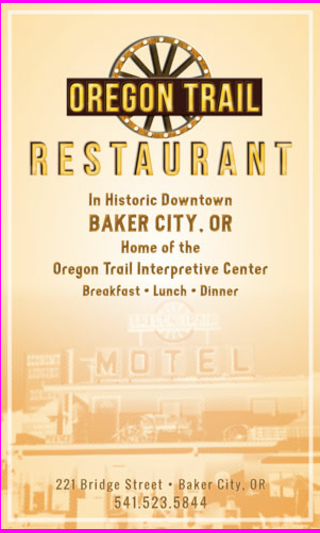 OREGON TRAIL
RESTAURANT
In Historic Downtown
BAKER CITY, OR
Home of the
Oregon Trail Interpretive Center
Breakfast • Lunch • Dinner
MOTEL
221 Bridge Street • Baker City, OR
541.523.5844